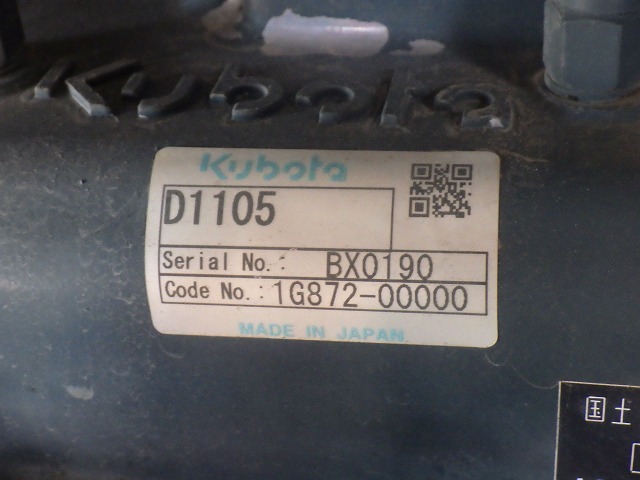 Kubota
Kubota
D1105
Serial No.: BX0190
Code No.: 1G872-00000
MADE IN JAPAN
国土